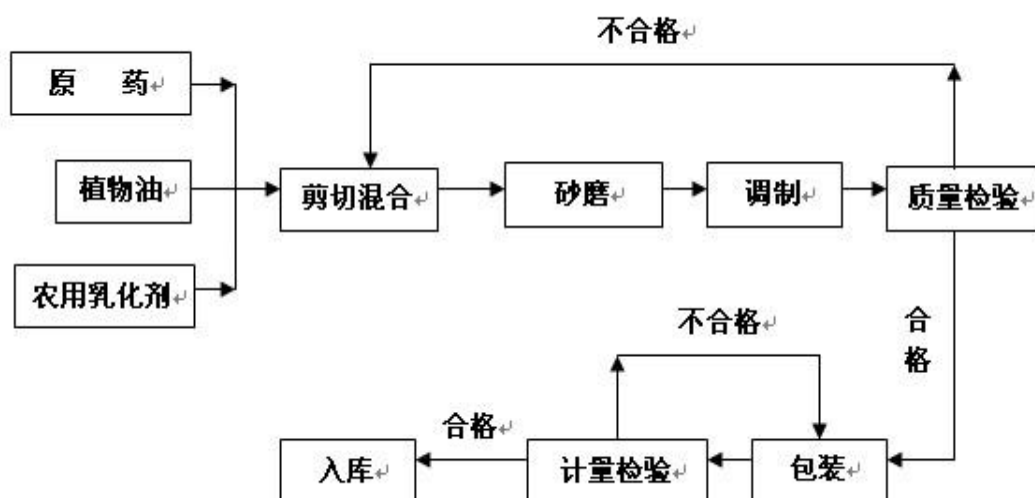 不合格
原 药
植物油
剪切混合
砂磨
调制
质量检验
农用乳化剂
不合格
合
格
合格
入库
计量检验
包装